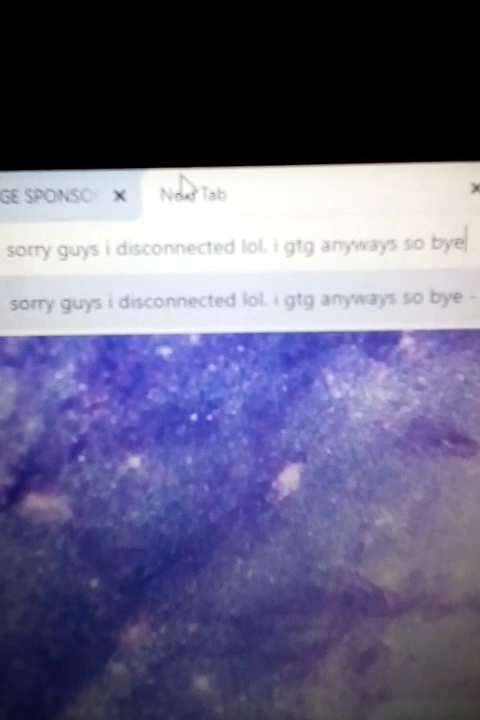 GE SPONSO
New Tab
sorry guys i disconnected lol. i gtg anyways so bye
sorry guys i disconnected lol. i gtg anyways so bye -